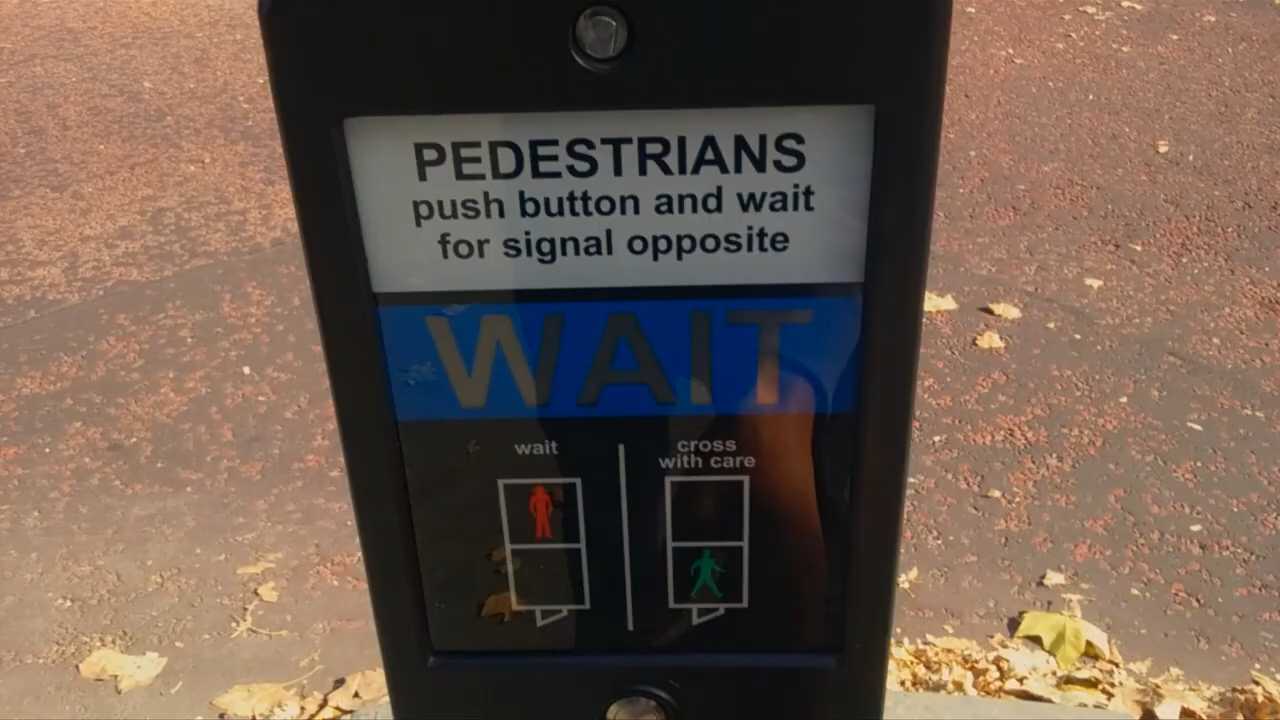 PEDESTRIANS
push button and wait
for signal opposite
WAIT
wait
cross
with care